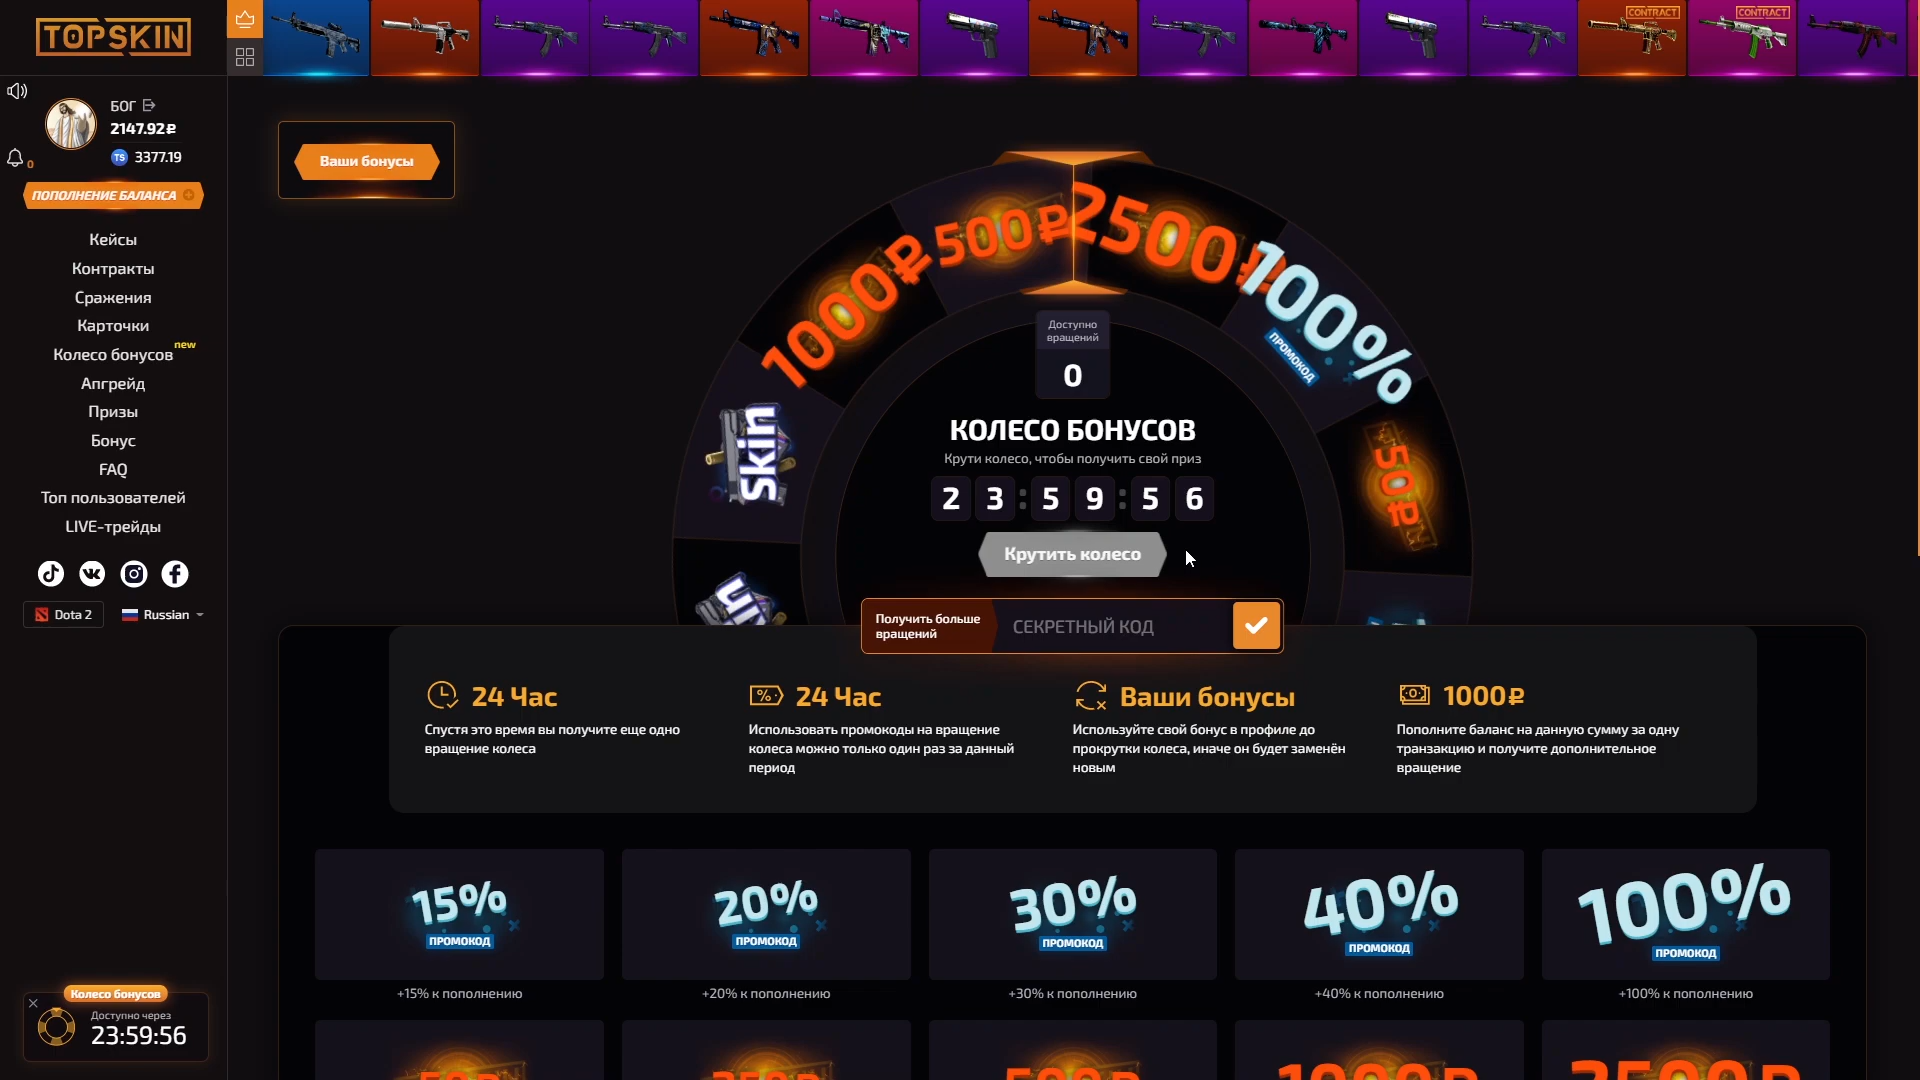 TOPSKIN
CONTRACT
CONTRACT
БОГ
2147.92₽
TS 3377.19
0
ПОПОЛНЕНИЕ БАЛАНСА
Кейсы
Контракты
Сражения
Карточки
Колесо бонусов new
Апгрейд
Призы
Бонус
FAQ
Топ пользователей
LIVE-трейды
Dota 2
Russian
Колесо бонусов
Доступно через
23:59:56
Ваши бонусы
1000₽
500₽
2500₽
100%
ПРОМОКОД
50₽
skin
Доступно
вращений
0
КОЛЕСО БОНУСОВ
Крути колесо, чтобы получить свой приз
23:59:56
Крутить колесо
Получить больше
вращений
СЕКРЕТНЫЙ КОД
24 Час
Спустя это время вы получите еще одно
вращение колеса
24 Час
Использовать промокоды на вращение
колеса можно только один раз за данный
период
Ваши бонусы
Используйте свой бонус в профиле до
прокрутки колеса, иначе он будет заменён
новым
1000₽
Пополните баланс на данную сумму за одну
транзакцию и получите дополнительное
вращение
15%
ПРОМОКОД
+15% к пополнению
20%
ПРОМОКОД
+20% к пополнению
30%
ПРОМОКОД
+30% к пополнению
40%
ПРОМОКОД
+40% к пополнению
100%
ПРОМОКОД
+100% к пополнению